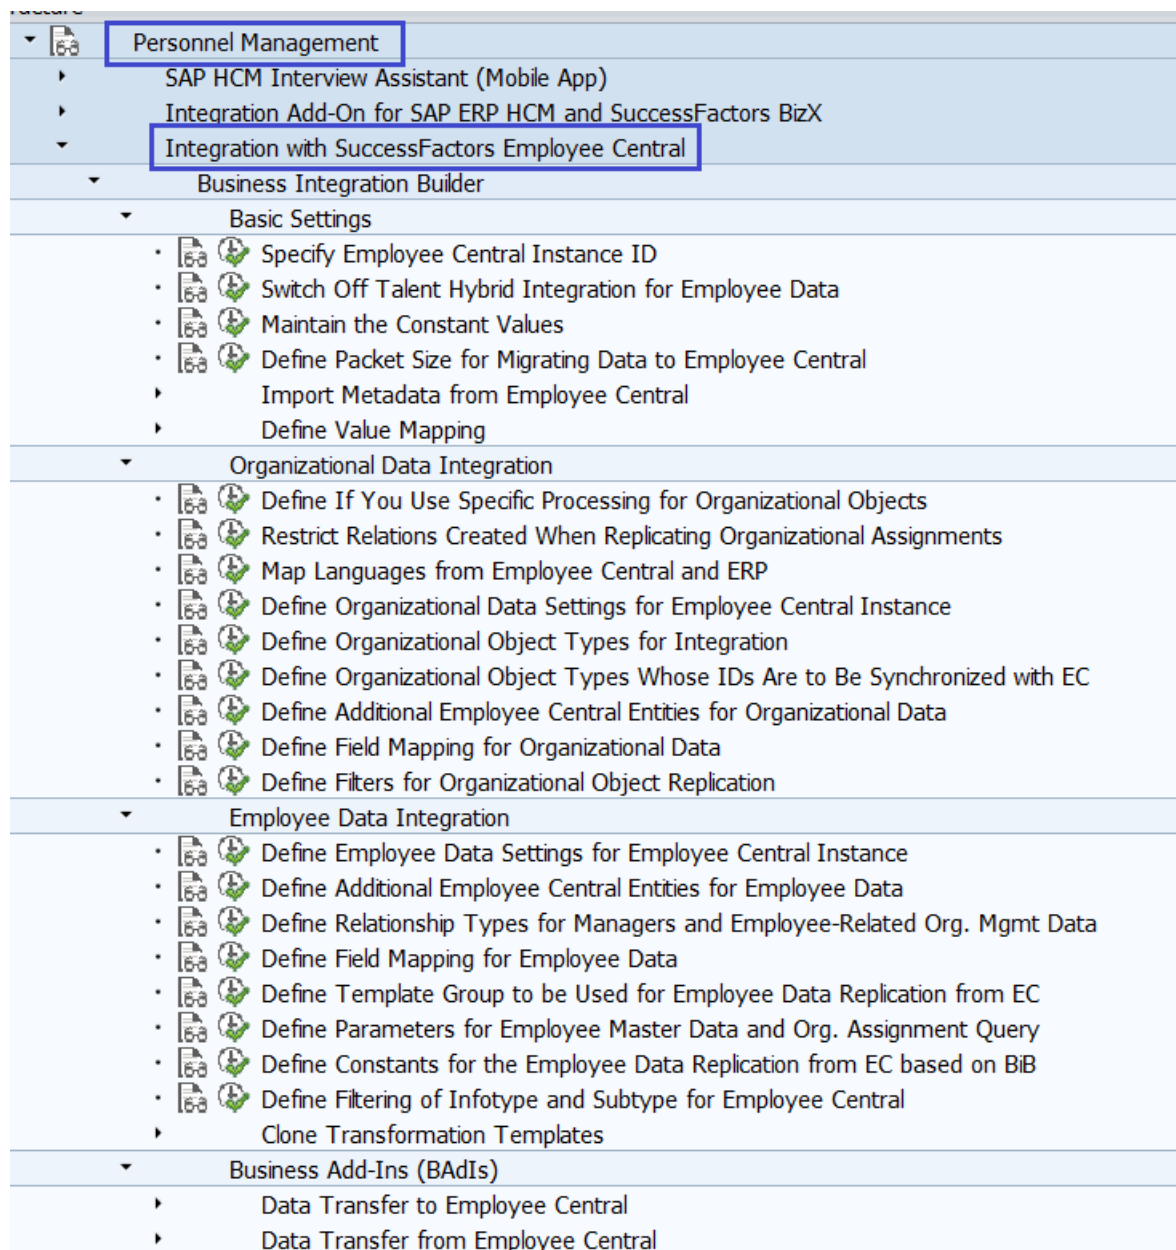 Personnel Management
SAP HCM Interview Assistant (Mobile App)
Integration Add-On for SAP ERP HCM and SuccessFactors BizX
Integration with SuccessFactors Employee Central
Business Integration Builder
Basic Settings
Specify Employee Central Instance ID
Switch Off Talent Hybrid Integration for Employee Data
Maintain the Constant Values
Define Packet Size for Migrating Data to Employee Central
Import Metadata from Employee Central
Define Value Mapping
Organizational Data Integration
Define If You Use Specific Processing for Organizational Objects
Restrict Relations Created When Replicating Organizational Assignments
Map Languages from Employee Central and ERP
Define Organizational Data Settings for Employee Central Instance
Define Organizational Object Types for Integration
Define Organizational Object Types Whose IDs Are to Be Synchronized with EC
Define Additional Employee Central Entities for Organizational Data
Define Field Mapping for Organizational Data
Define Filters for Organizational Object Replication
Employee Data Integration
Define Employee Data Settings for Employee Central Instance
Define Additional Employee Central Entities for Employee Data
Define Relationship Types for Managers and Employee-Related Org. Mgmt Data
Define Field Mapping for Employee Data
Define Template Group to be Used for Employee Data Replication from EC
Define Parameters for Employee Master Data and Org. Assignment Query
Define Constants for the Employee Data Replication from EC based on BiB
Define Filtering of Infotype and Subtype for Employee Central
Clone Transformation Templates
Business Add-Ins (BAdIs)
Data Transfer to Employee Central
Data Transfer from Employee Central